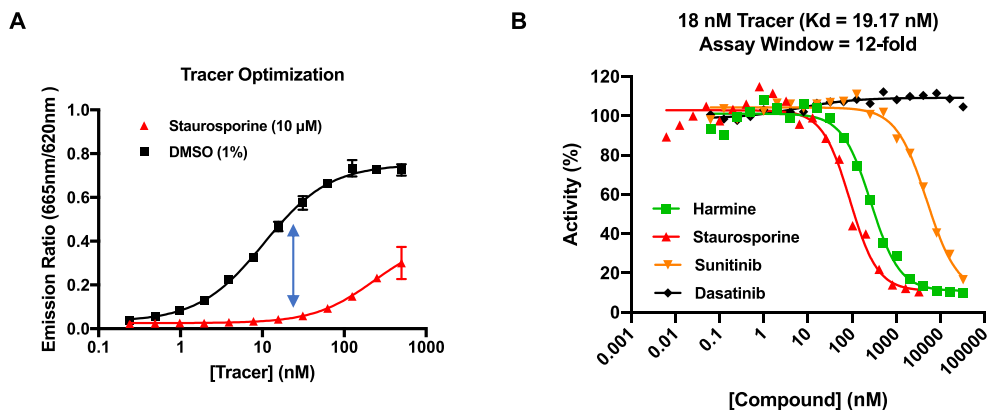 A
Tracer Optimization
Emission Ratio (665nm/620nm)
1.0
0.8
0.6
0.4
0.2
0.0
Staurosporine (10 µM)
DMSO (1%)
0.1
1
10
100
1000
[Tracer] (nM)
B
18 nM Tracer (Kd = 19.17 nM)
Assay Window = 12-fold
Activity (%)
120
100
80
60
40
20
0
Harmine
Staurosporine
Sunitinib
Dasatinib
0.001
0.01
0.1
1
10
100
1000
10000
100000
[Compound] (nM)